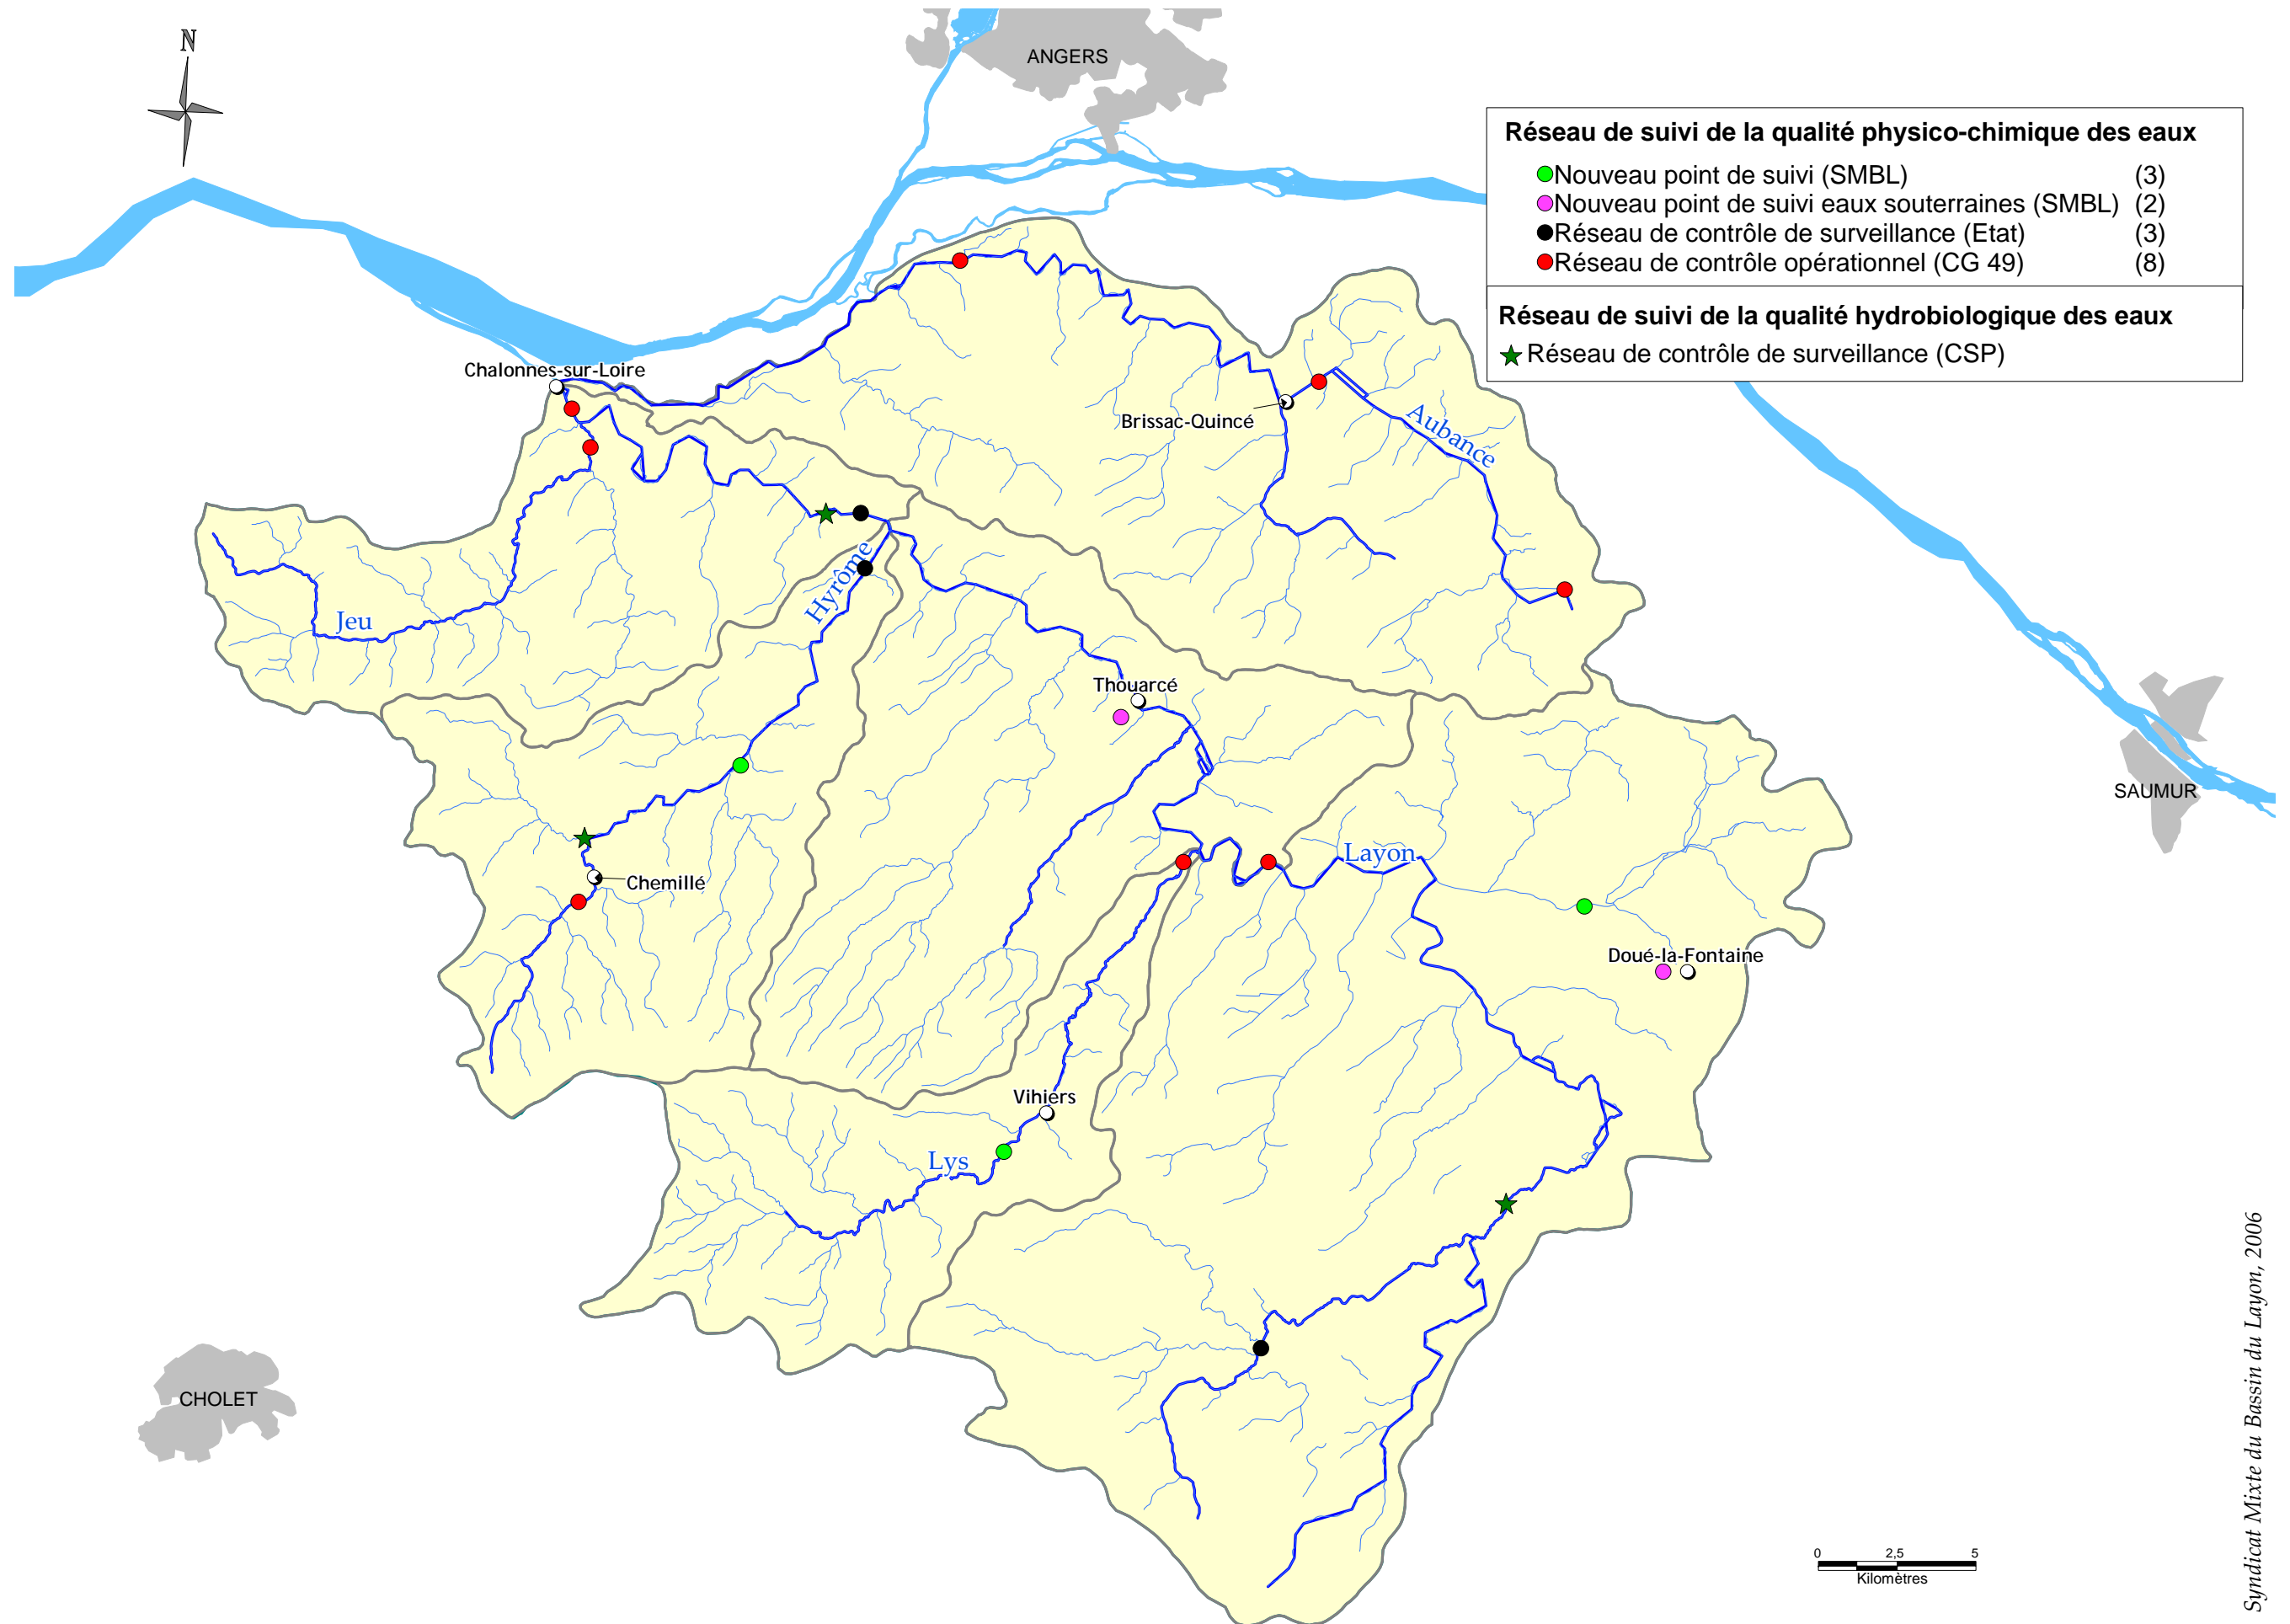 N
ANGERS
Réseau de suivi de la qualité physico-chimique des eaux
Nouveau point de suivi (SMBL) (3)
Nouveau point de suivi eaux souterraines (SMBL) (2)
Réseau de contrôle de surveillance (Etat) (3)
Réseau de contrôle opérationnel (CG 49) (8)
Réseau de suivi de la qualité hydrobiologique des eaux
Réseau de contrôle de surveillance (CSP)
Chalonnes-sur-Loire
Brissac-Quincé
Aubance
Hyrôme
Jeu
Thouarcé
SAUMUR
Layon
Chemillé
Doué-la-Fontaine
Vihiers
Lys
CHOLET
0 2,5 5
Kilomètres
Syndicat Mixte du Bassin du Layon, 2006